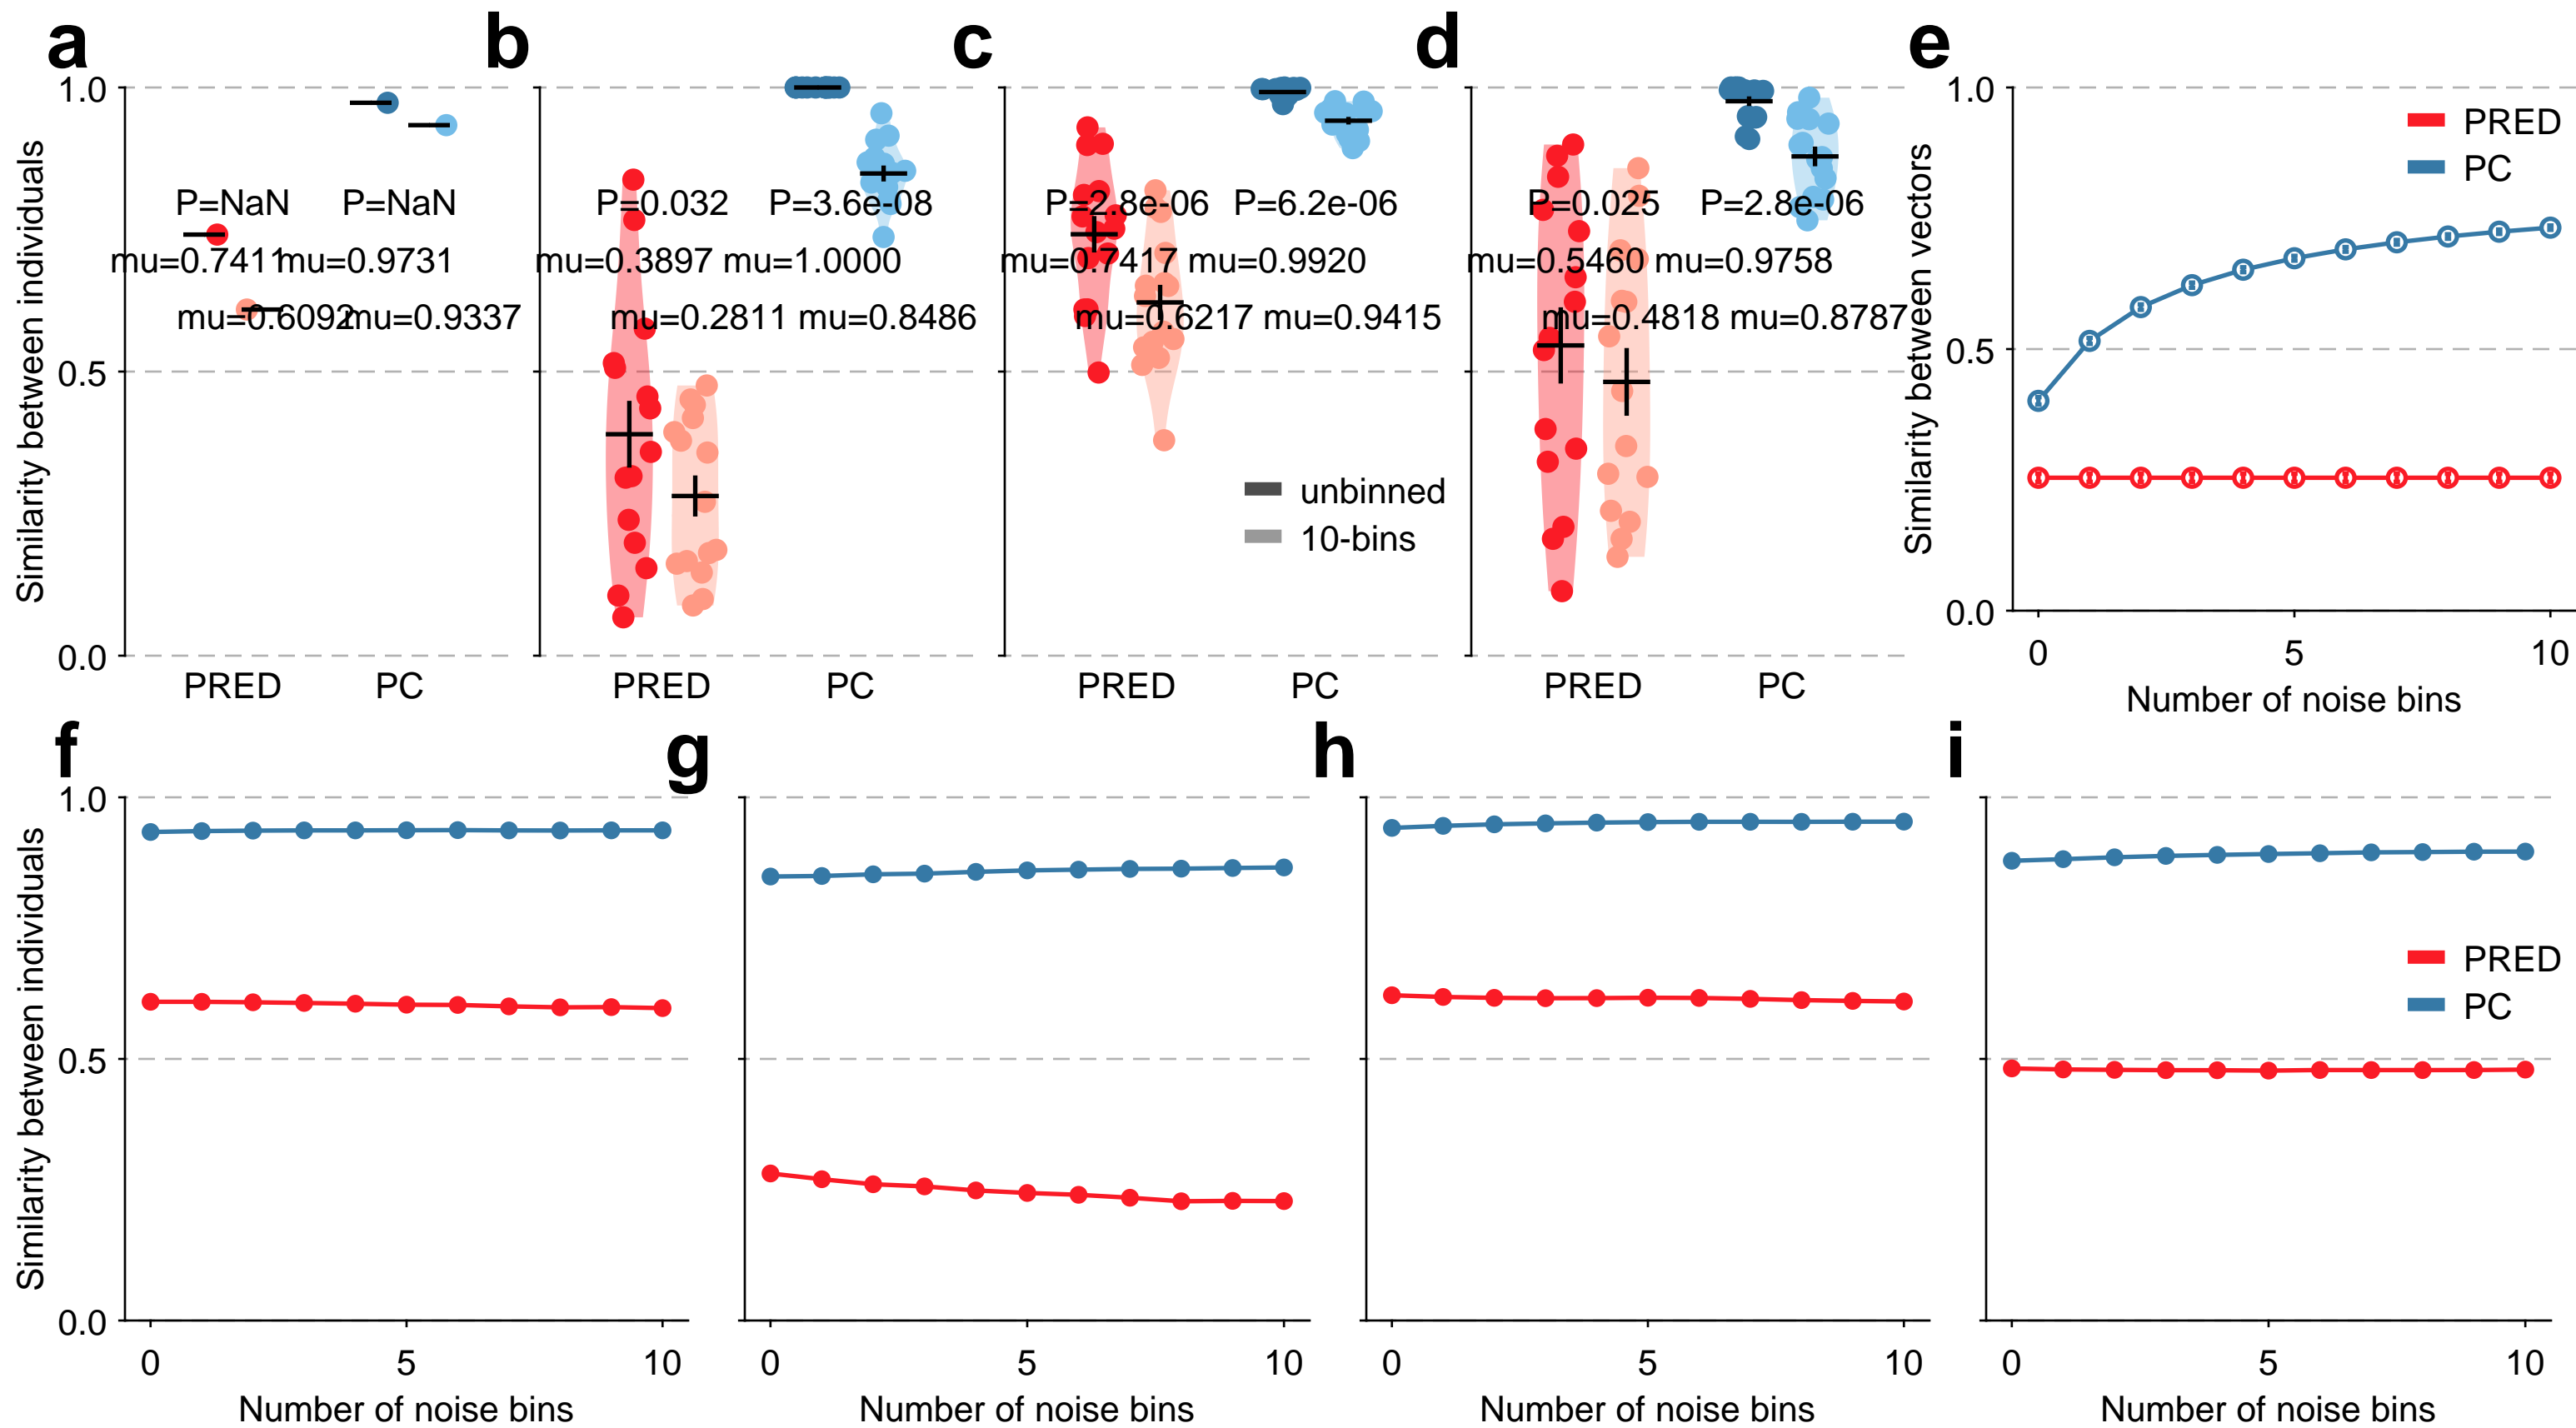 a
b
c
d
e
Similarity between individuals
1.0
0.5
0.0
P=NaN
P=NaN
mu=0.7411
mu=0.9731
mu=0.6092
mu=0.9337
PRED
PC
P=0.032
P=3.6e-08
mu=0.3897
mu=1.0000
mu=0.2811
mu=0.8486
PRED
PC
P=2.8e-06
P=6.2e-06
mu=0.7417
mu=0.9920
mu=0.6217
mu=0.9415
unbinned
10-bins
PRED
PC
P=0.025
P=2.8e-06
mu=0.5460
mu=0.9758
mu=0.4818
mu=0.8787
PRED
PC
Similarity between vectors
1.0
0.5
0.0
PRED
PC
0
5
10
Number of noise bins
f
g
h
i
Similarity between individuals
1.0
0.5
0.0
0
5
10
Number of noise bins
0
5
10
Number of noise bins
0
5
10
Number of noise bins
PRED
PC
0
5
10
Number of noise bins